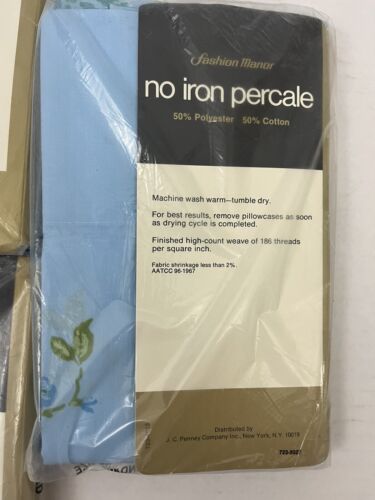 fashion manor
no iron percale
50% Polyester 50% Cotton
Machine wash warm—tumble dry.
For best results, remove pillowcases as soon
as drying cycle is completed.
Finished high-count weave of 186 threads
per square inch.
Fabric shrinkage less than 2%.
AATCC 96-1967
Distributed by
J. C. Penney Company Inc., New York, N.Y. 10019